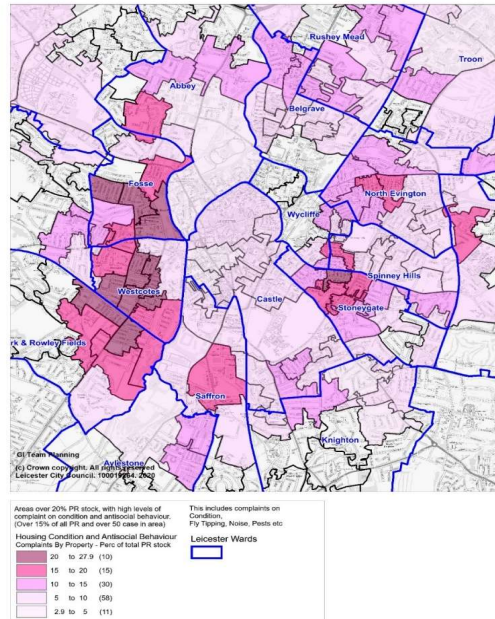 Rushey Mead
Troon
Abbey
Belgrave
Fosse
North Evington
Wycliffe
Spinney Hills
Westcotes
Castle
Stoneygate
rk & Rowley Fields
Saffron
Knighton
GI Team Planning
Aylestone
(c) Crown copyright. All rights reserved
Leicester City Council. 100019264. 2020
Areas over 20% PR stock, with high levels of
complaint on condition and antisocial behaviour.
(Over 15% of all PR and over 50 case in area)
Housing Condition and Antisocial Behaviour
Complaints By Property - Perc of total PR stock
20 to 27.9 (10)
15 to 20 (15)
10 to 15 (30)
5 to 10 (58)
2.9 to 5 (11)
This includes complaints on
Condition,
Fly Tipping, Noise, Pests etc
Leicester Wards